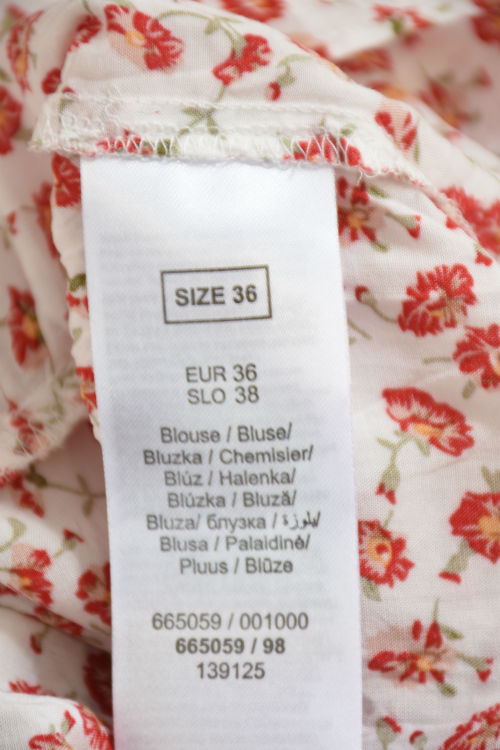 SIZE 36
EUR 36
SLO 38
Blouse / Bluse/
Bluzka / Chemisier/
Blúz / Halenka/
Blúzka / Bluză/
Bluza/ блузка / بلوزة/
Blusa / Palaidinė/
Pluus / Blūze
665059 / 001000
665059 / 98
139125